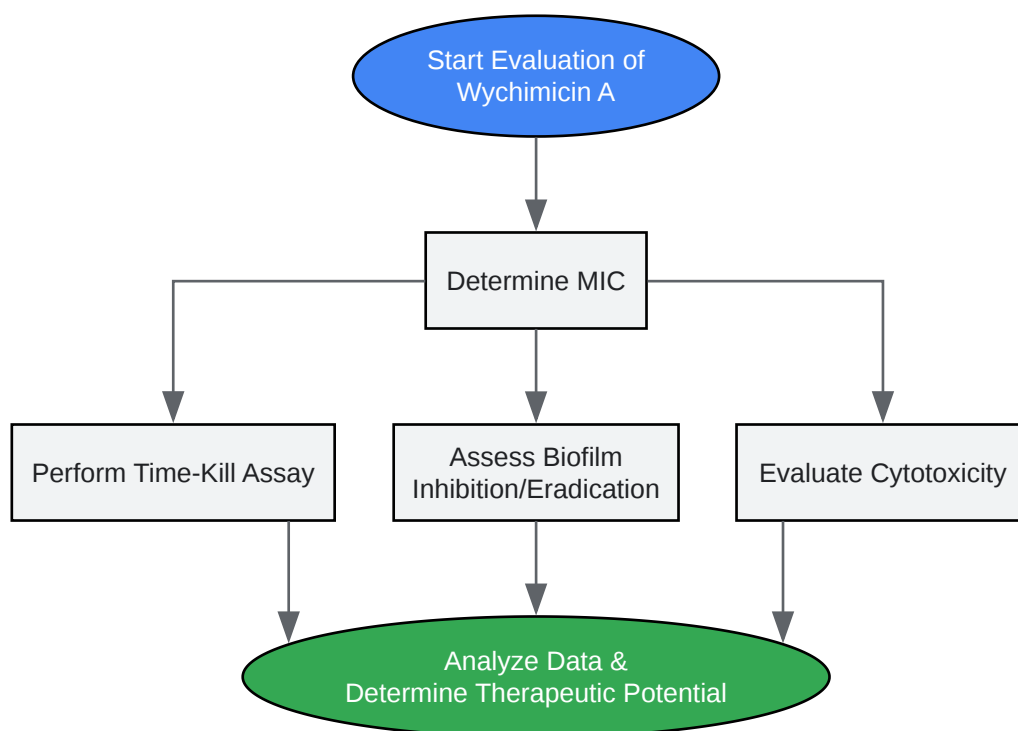 Start Evaluation of
Wychimicin A
Determine MIC
Perform Time-Kill Assay
Assess Biofilm
Inhibition/Eradication
Evaluate Cytotoxicity
Analyze Data &
Determine Therapeutic Potential